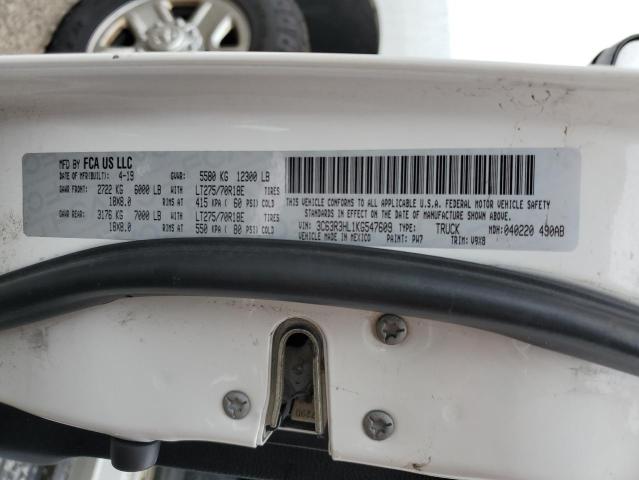 MFD BY FCA US LLC
M.F.D(BUILT): 4-19 GVWR: 5580 KG 12300 LB
GAWR FRONT: 2722 KG 6000 LB WITH LT275/70R18E TIRES
18X8.0 RIMS AT 415 KPA ( 60 PSI) COLD
GAWR REAR: 3176 KG 7000 LB WITH LT275/70R18E TIRES
18X8.0 RIMS AT 550 KPA ( 80 PSI) COLD
THIS VEHICLE CONFORMS TO ALL APPLICABLE U.S.A. FEDERAL MOTOR VEHICLE SAFETY
STANDARDS IN EFFECT ON THE DATE OF MANUFACTURE SHOWN ABOVE.
VIN: 3C63R3HL1KG547609 TYPE: TRUCK MDH: 040220 490AB
VEHICLE MADE IN MEXICO PAINT: PW7 TRIM: V9X8